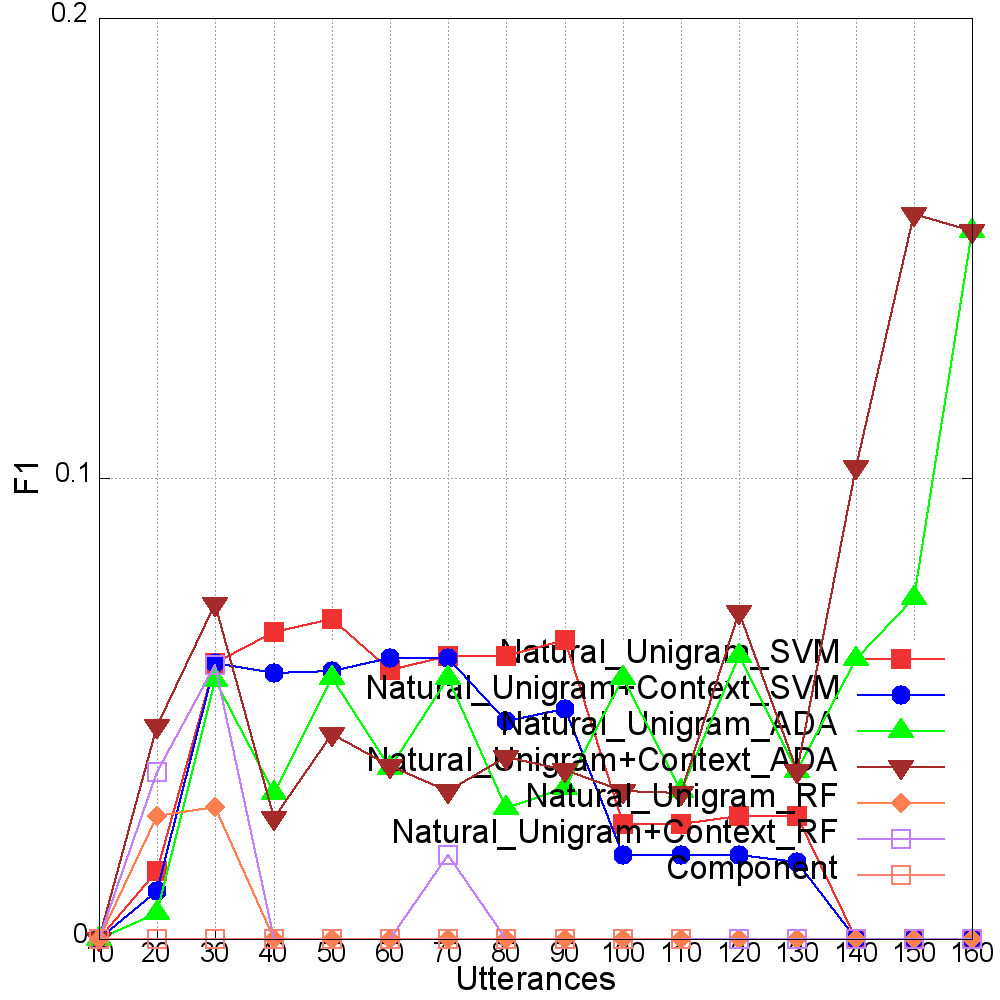 0.2
0.1
0
F1
Natural_Unigram_SVM
Natural_Unigram+Context_SVM
Natural_Unigram_ADA
Natural_Unigram+Context_ADA
Natural_Unigram_RF
Natural_Unigram+Context_RF
Component
10 20 30 40 50 60 70 80 90 100 110 120 130 140 150 160
Utterances